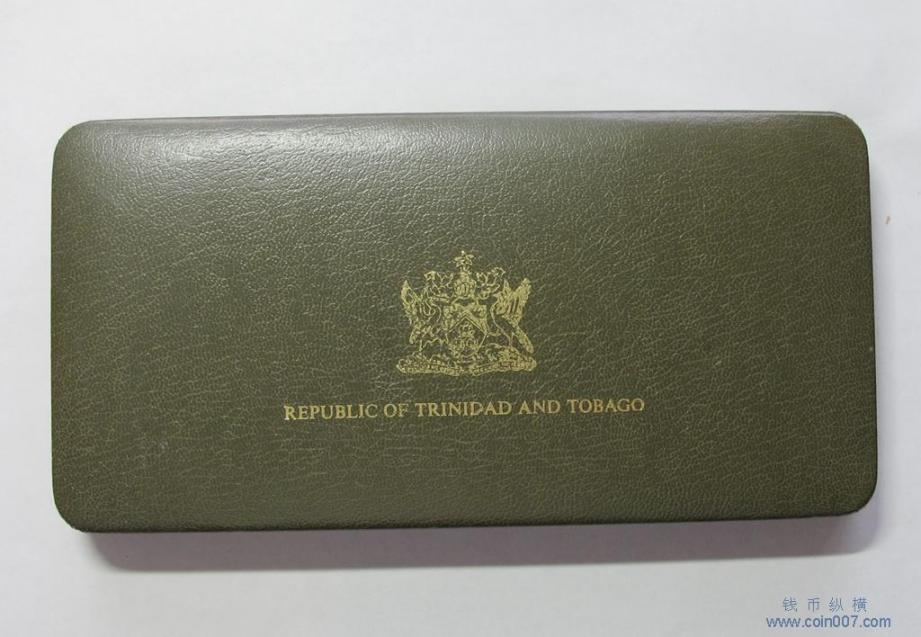 REPUBLIC OF TRINIDAD AND TOBAGO
钱币纵横
www.coin007.com